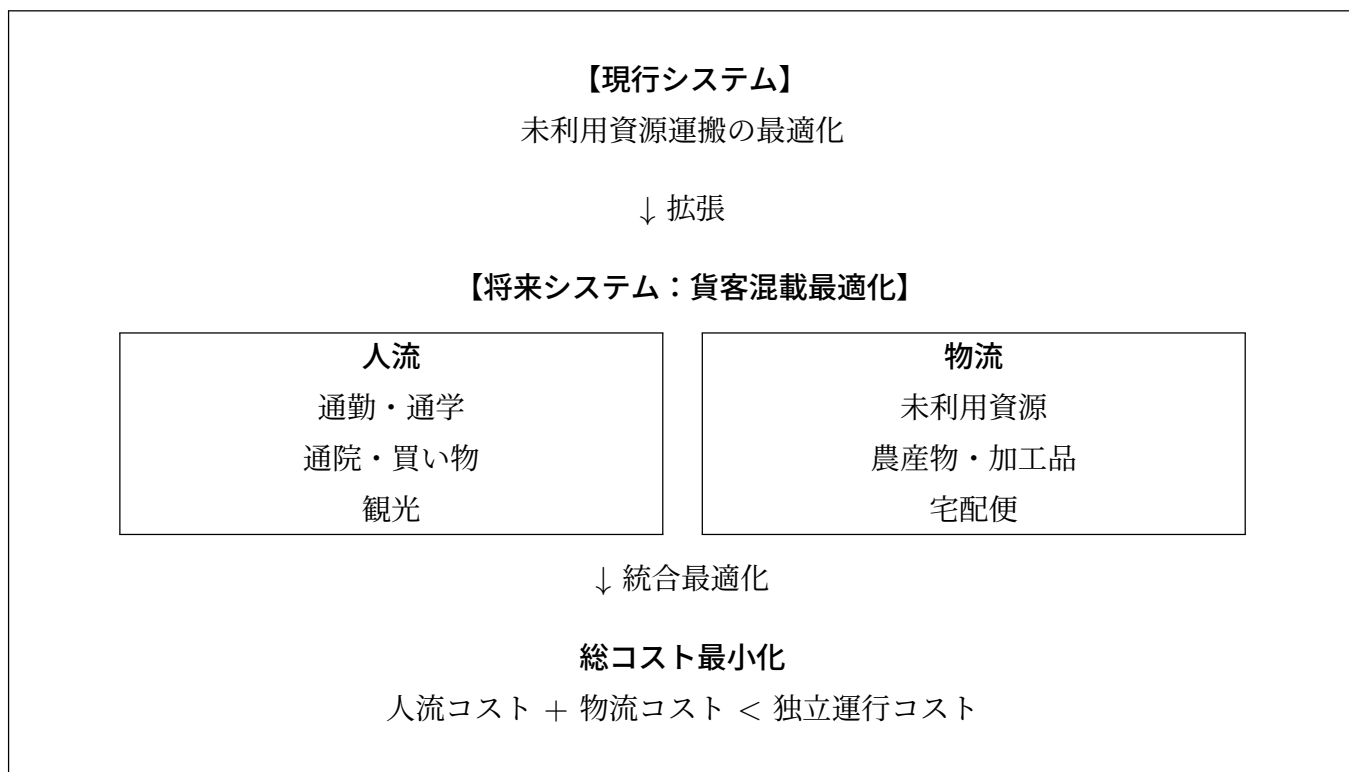 【現行システム】
未利用資源運搬の最適化
↓ 拡張
【将来システム：貨客混載最適化】
人流
通勤・通学
通院・買い物
観光
物流
未利用資源
農産物・加工品
宅配便
↓ 統合最適化
総コスト最小化
人流コスト + 物流コスト < 独立運行コスト